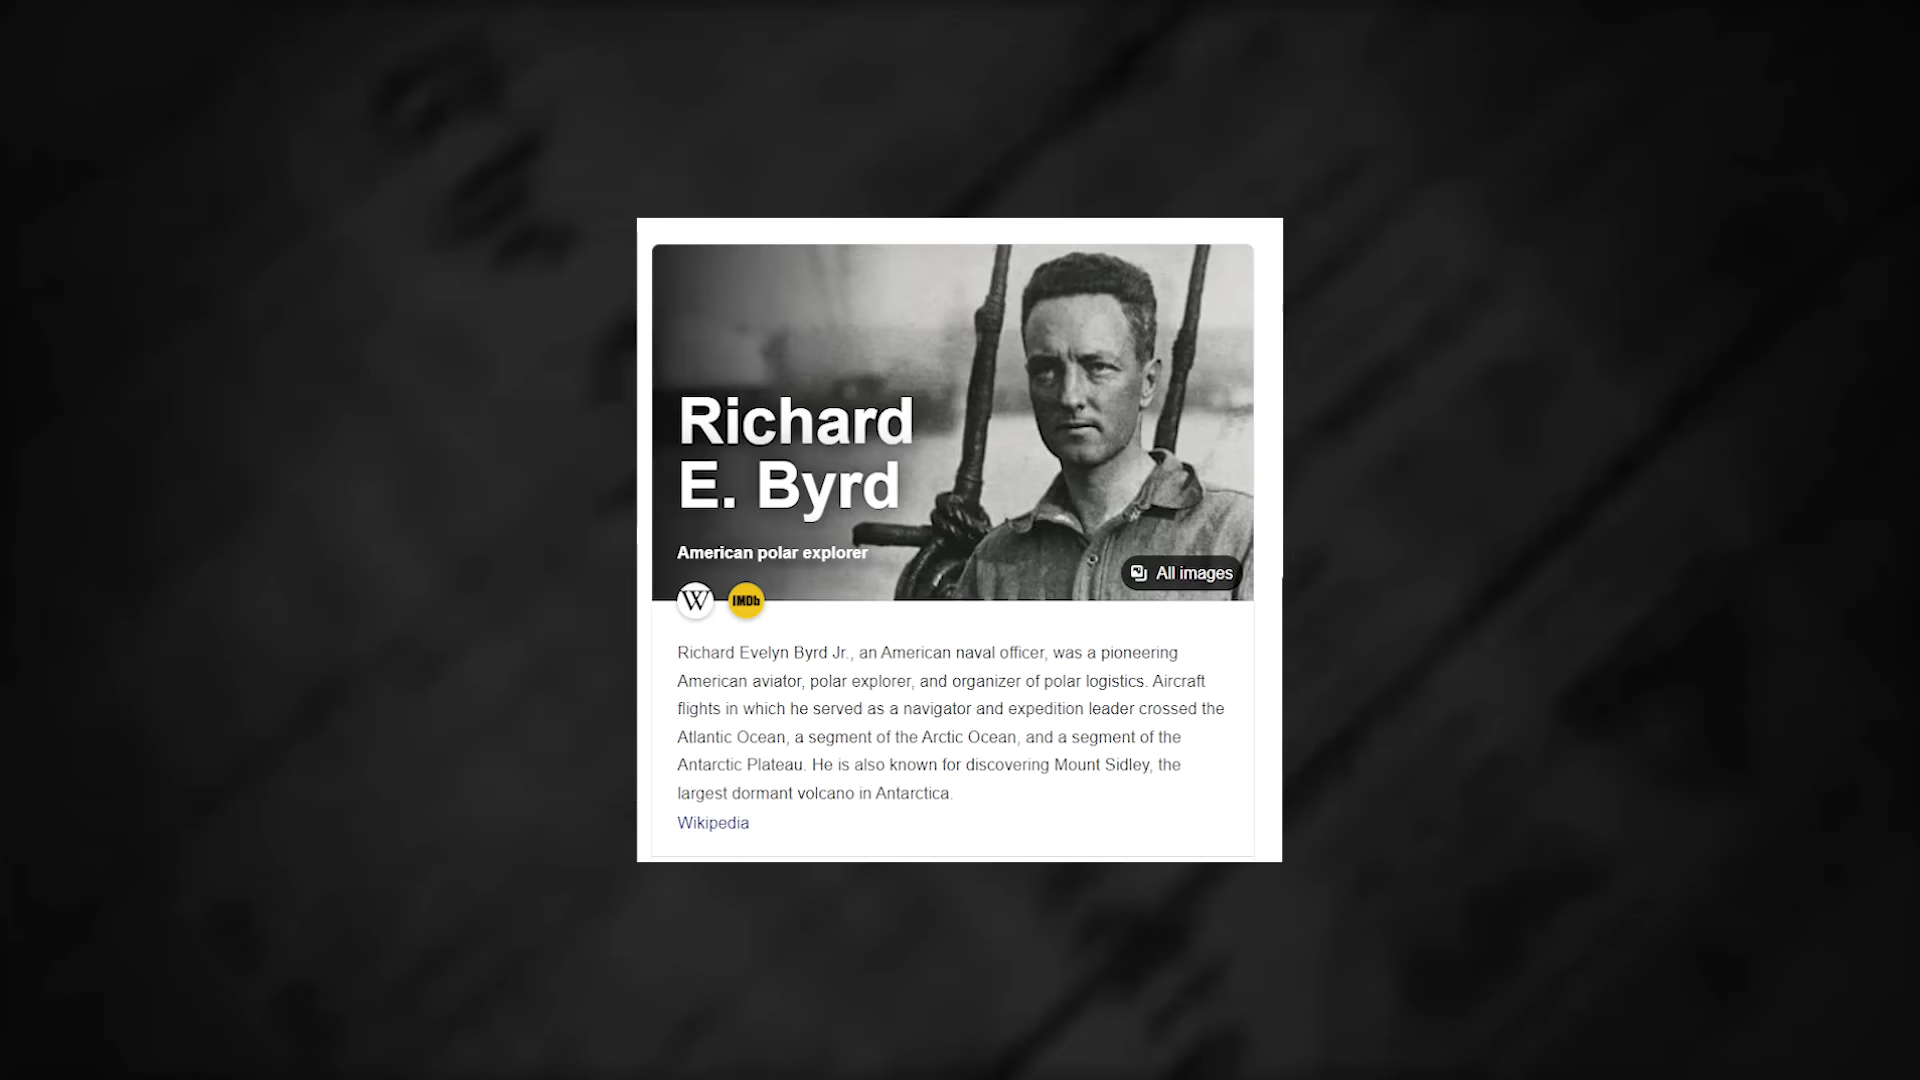 Richard
E. Byrd
American polar explorer
All images
W
IMDb
Richard Evelyn Byrd Jr., an American naval officer, was a pioneering
American aviator, polar explorer, and organizer of polar logistics. Aircraft
flights in which he served as a navigator and expedition leader crossed the
Atlantic Ocean, a segment of the Arctic Ocean, and a segment of the
Antarctic Plateau. He is also known for discovering Mount Sidley, the
largest dormant volcano in Antarctica.
Wikipedia